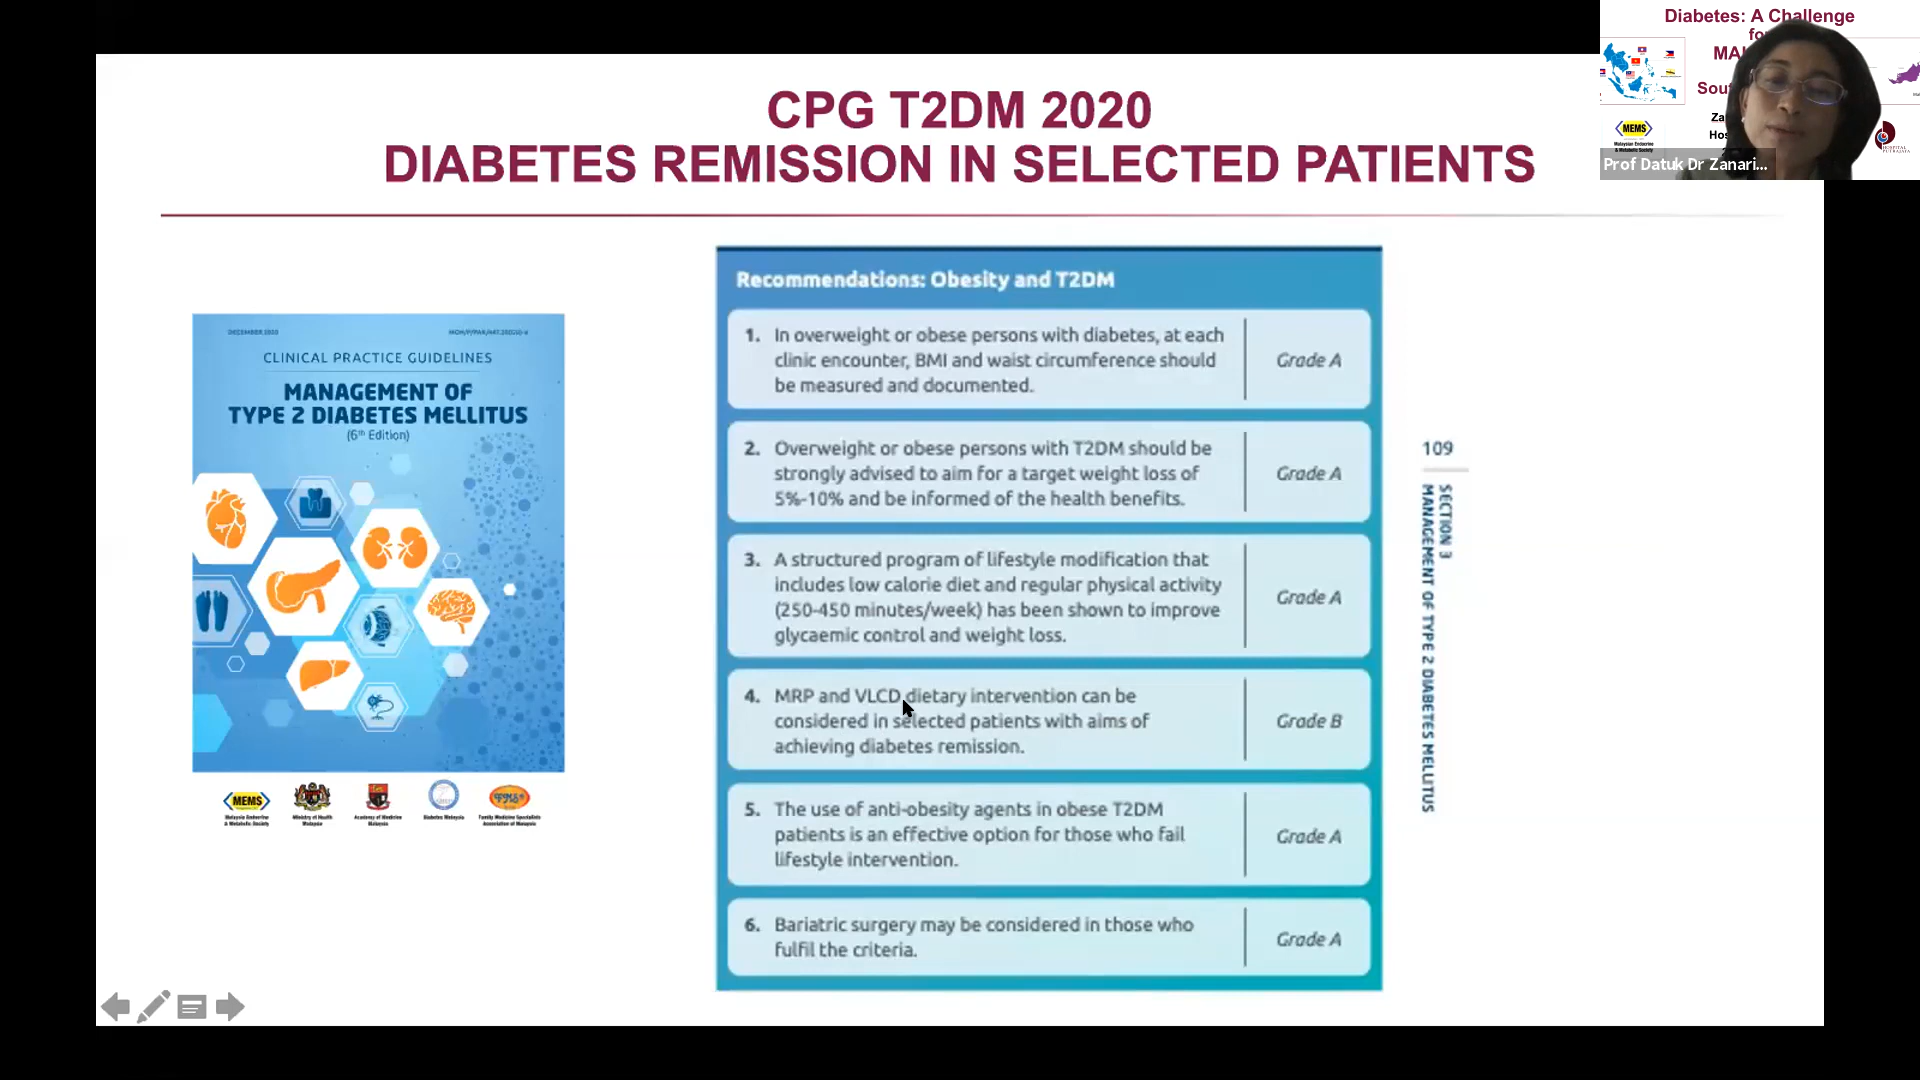 CPG T2DM 2020
DIABETES REMISSION IN SELECTED PATIENTS
Diabetes: A Challenge
MEMS
Malaysian Endocrine
& Metabolic Society
Prof Datuk Dr Zanari...
DECEMBER 2020
CLINICAL PRACTICE GUIDELINES
MANAGEMENT OF
TYPE 2 DIABETES MELLITUS
(6th Edition)
MEMS
Malaysia Endocrine
& Metabolic Society
Ministry of Health
Malaysia
Academy of Medicine
Malaysia
Diabetes Malaysia
Family Medicine Specialists
Association of Malaysia
Recommendations: Obesity and T2DM
1. In overweight or obese persons with diabetes, at each
clinic encounter, BMI and waist circumference should
be measured and documented.
Grade A
2. Overweight or obese persons with T2DM should be
strongly advised to aim for a target weight loss of
5%-10% and be informed of the health benefits.
Grade A
3. A structured program of lifestyle modification that
includes low calorie diet and regular physical activity
(250-450 minutes/week) has been shown to improve
glycaemic control and weight loss.
Grade A
4. MRP and VLCD dietary intervention can be
considered in selected patients with aims of
achieving diabetes remission.
Grade B
5. The use of anti-obesity agents in obese T2DM
patients is an effective option for those who fail
lifestyle intervention.
Grade A
6. Bariatric surgery may be considered in those who
fulfil the criteria.
Grade A
109
SECTION 3
MANAGEMENT OF TYPE 2 DIABETES MELLITUS